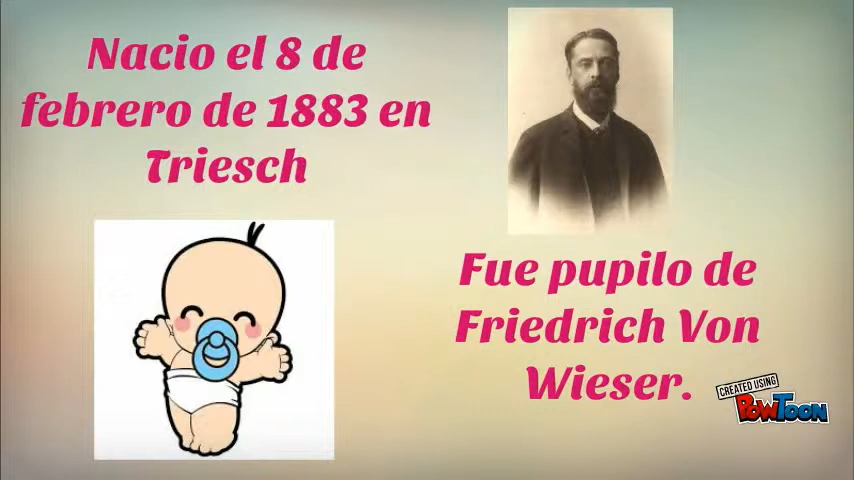 Nacio el 8 de
febrero de 1883 en
Triesch
Fue pupilo de
Friedrich Von
Wieser.
CREATED USING
POWTOON